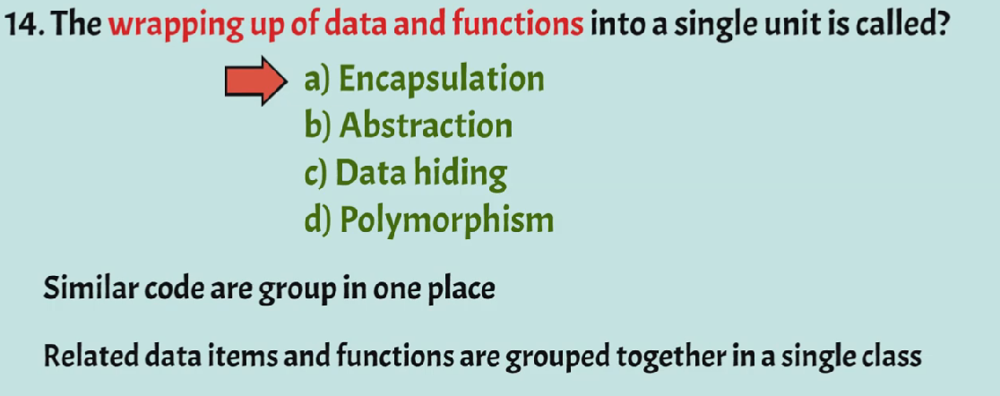 14. The wrapping up of data and functions into a single unit is called?
a) Encapsulation
b) Abstraction
c) Data hiding
d) Polymorphism
Similar code are group in one place
Related data items and functions are grouped together in a single class